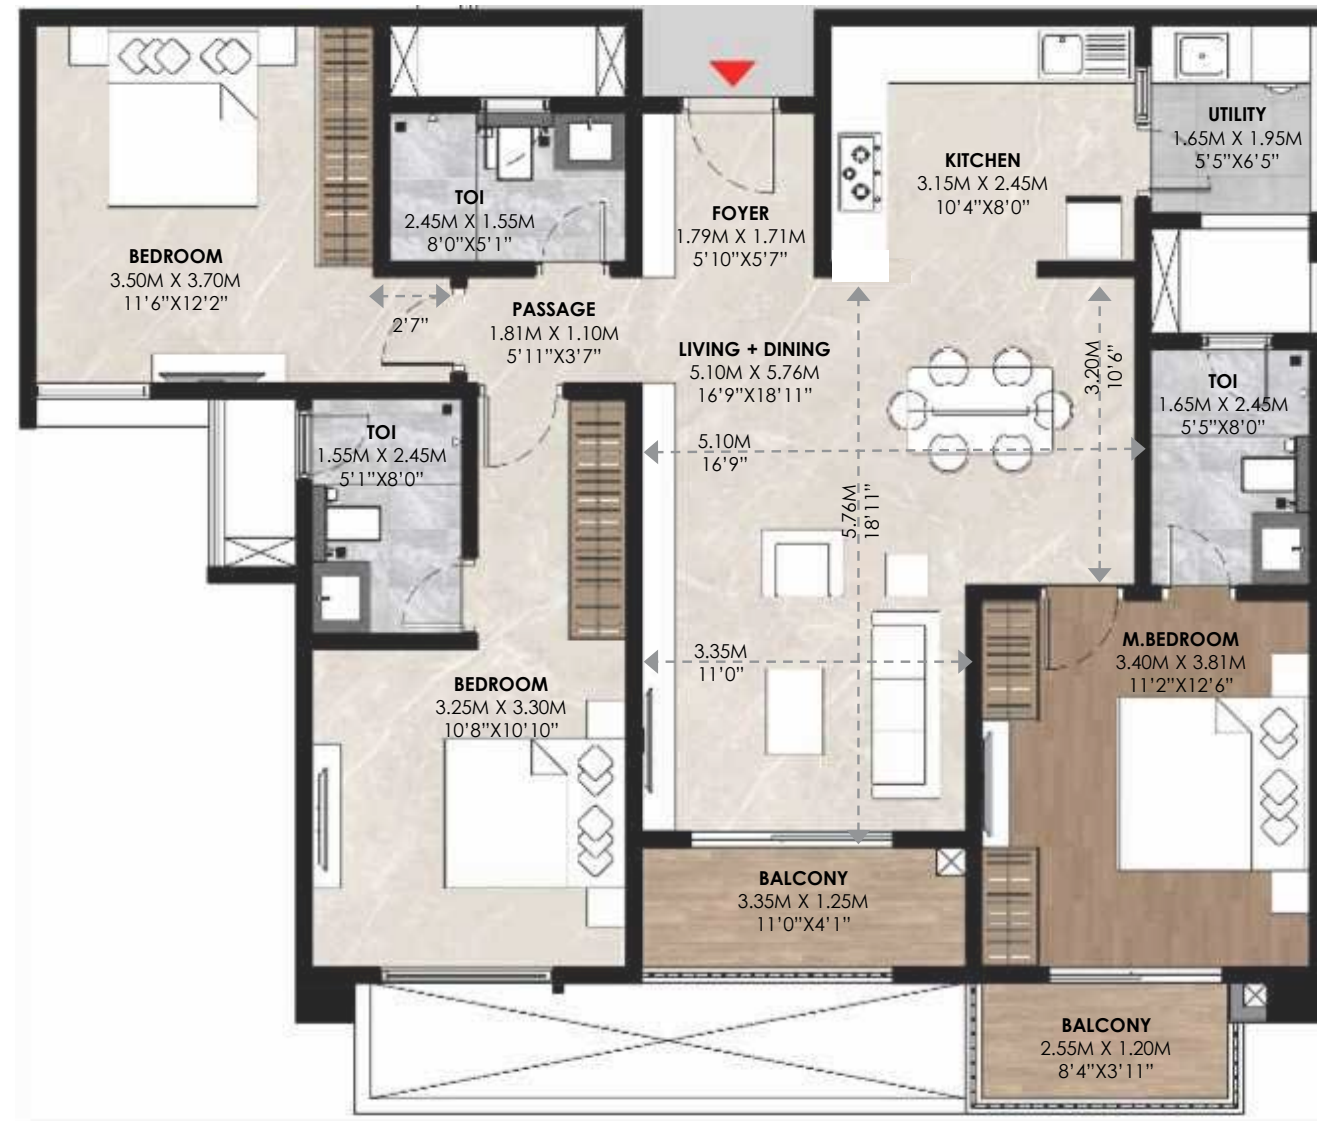 UTILITY
1.65M X 1.95M
5'5"X6'5"
KITCHEN
3.15M X 2.45M
10'4"X8'0"
TOI
2.45M X 1.55M
8'0"X5'1"
FOYER
1.79M X 1.71M
5'10"X5'7"
BEDROOM
3.50M X 3.70M
11'6"X12'2"
2'7"
PASSAGE
1.81M X 1.10M
5'11"X3'7"
LIVING + DINING
5.10M X 5.76M
16'9"X18'11"
3.20M
10'6"
TOI
1.65M X 2.45M
5'5"X8'0"
TOI
1.55M X 2.45M
5'1"X8'0"
5.10M
16'9"
5.76M
18'11"
3.35M
11'0"
M.BEDROOM
3.40M X 3.81M
11'2"X12'6"
BEDROOM
3.25M X 3.30M
10'8"X10'10"
BALCONY
3.35M X 1.25M
11'0"X4'1"
BALCONY
2.55M X 1.20M
8'4"X3'11"